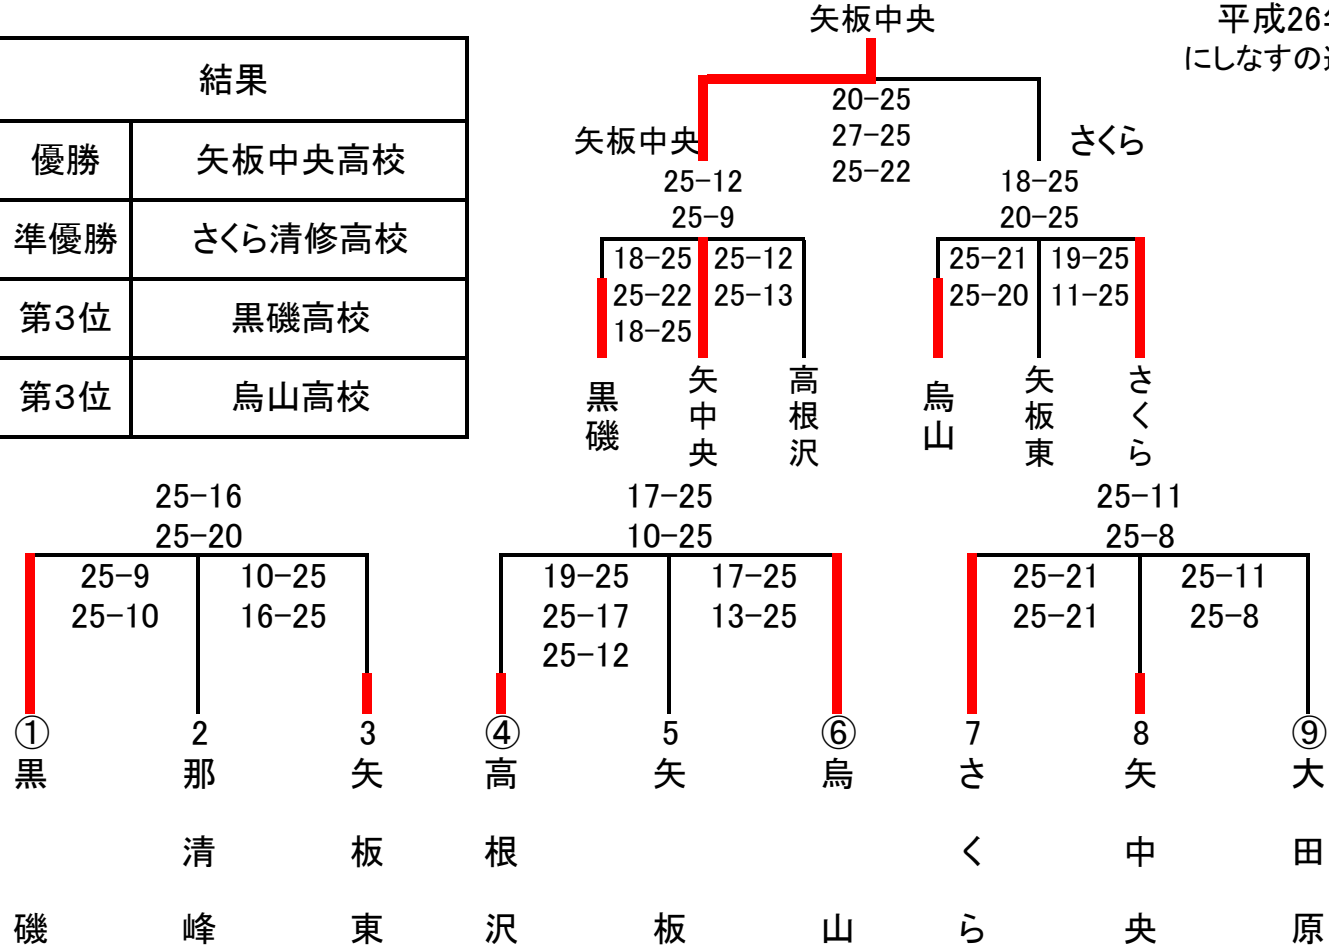 矢板中央
平成26年
にしなすの
結果
優勝 矢板中央高校
準優勝 さくら清修高校
第3位 黒磯高校
第3位 烏山高校
20-25
27-25
25-22
矢板中央
さくら
25-12
25-9
18-25
20-25
18-25
25-22
18-25
25-12
25-13
25-21
25-20
19-25
11-25
黒磯
矢中央
高根沢
烏山
矢板東
さくら
25-16
25-20
17-25
10-25
25-11
25-8
25-9
25-10
10-25
16-25
19-25
25-17
25-12
17-25
13-25
25-21
25-21
25-11
25-8
① 2 3 ④ 5 ⑥ 7 8 ⑨
黒磯
那清峰
矢板東
高根沢
矢板
烏山
さくら
矢中央
大田原